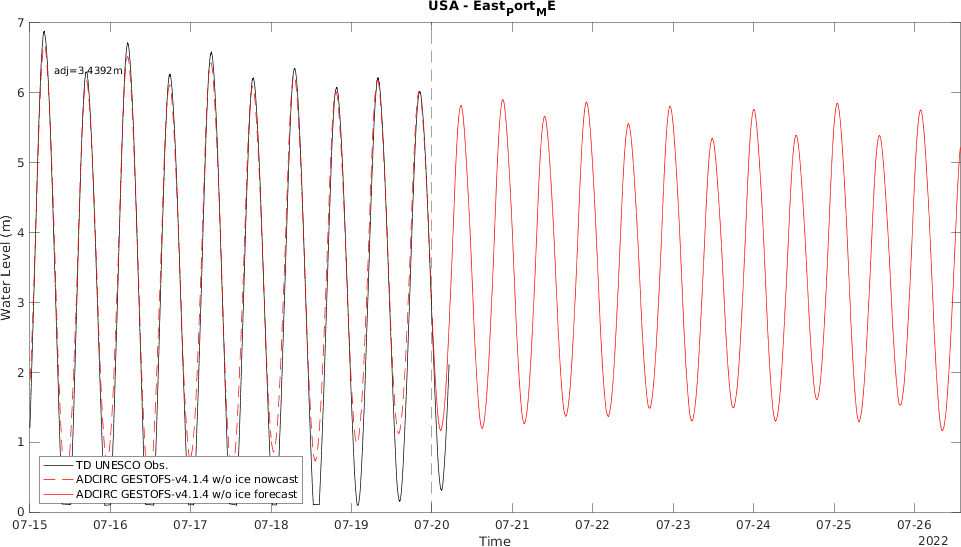 USA - EastPortME
7
adj=3.4392m
6
5
4
3
2
1
0
Water Level (m)
TD UNESCO Obs.
ADCIRC GESTOFS-v4.1.4 w/o ice nowcast
ADCIRC GESTOFS-v4.1.4 w/o ice forecast
07-15 07-16 07-17 07-18 07-19 07-20 07-21 07-22 07-23 07-24 07-25 07-26
Time
2022